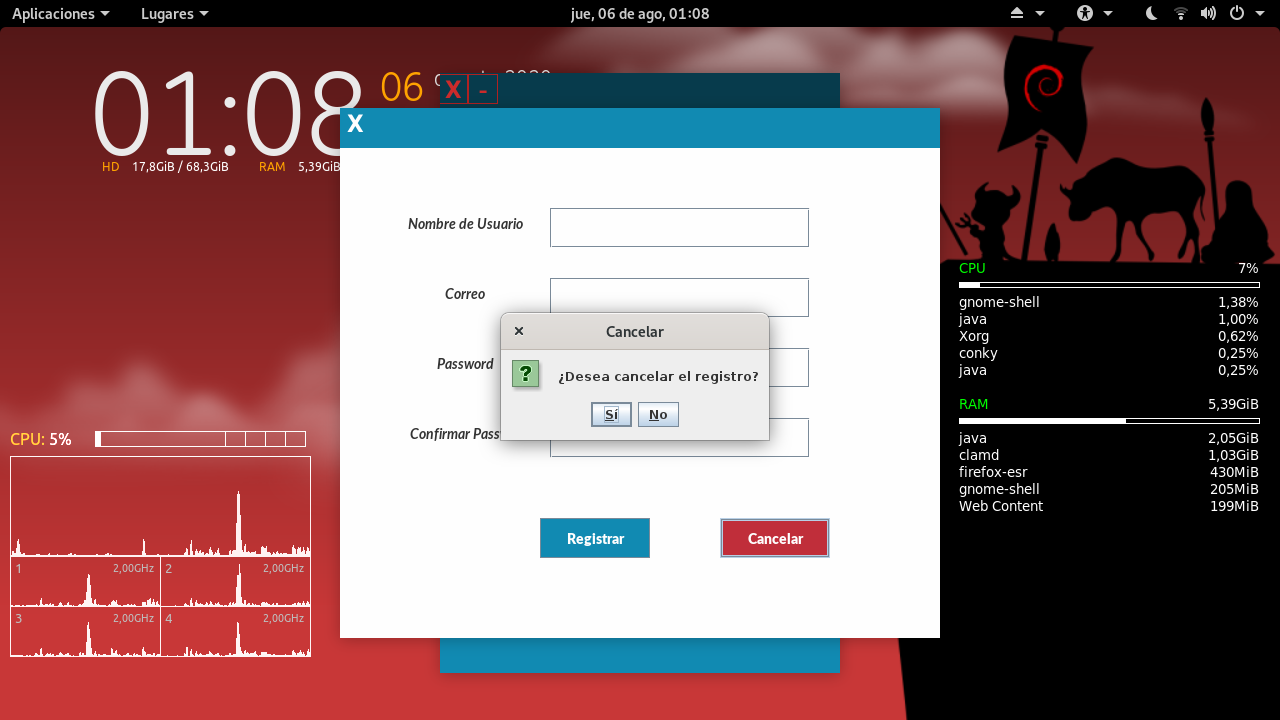 Aplicaciones Lugares jue, 06 de ago, 01:08
01:08 06
HD 17,8GiB / 68,3GiB RAM 5,39GiB
X -
X
Nombre de Usuario
Correo
Password
Confirmar
Cancelar
¿Desea cancelar el registro?
Sí No
Registrar Cancelar
CPU: 5%
1 2,00GHz 2 2,00GHz
3 2,00GHz 4 2,00GHz
CPU 7%
gnome-shell 1,38%
java 1,00%
Xorg 0,62%
conky 0,25%
java 0,25%
RAM 5,39GiB
java 2,05GiB
clamd 1,03GiB
firefox-esr 430MiB
gnome-shell 205MiB
Web Content 199MiB